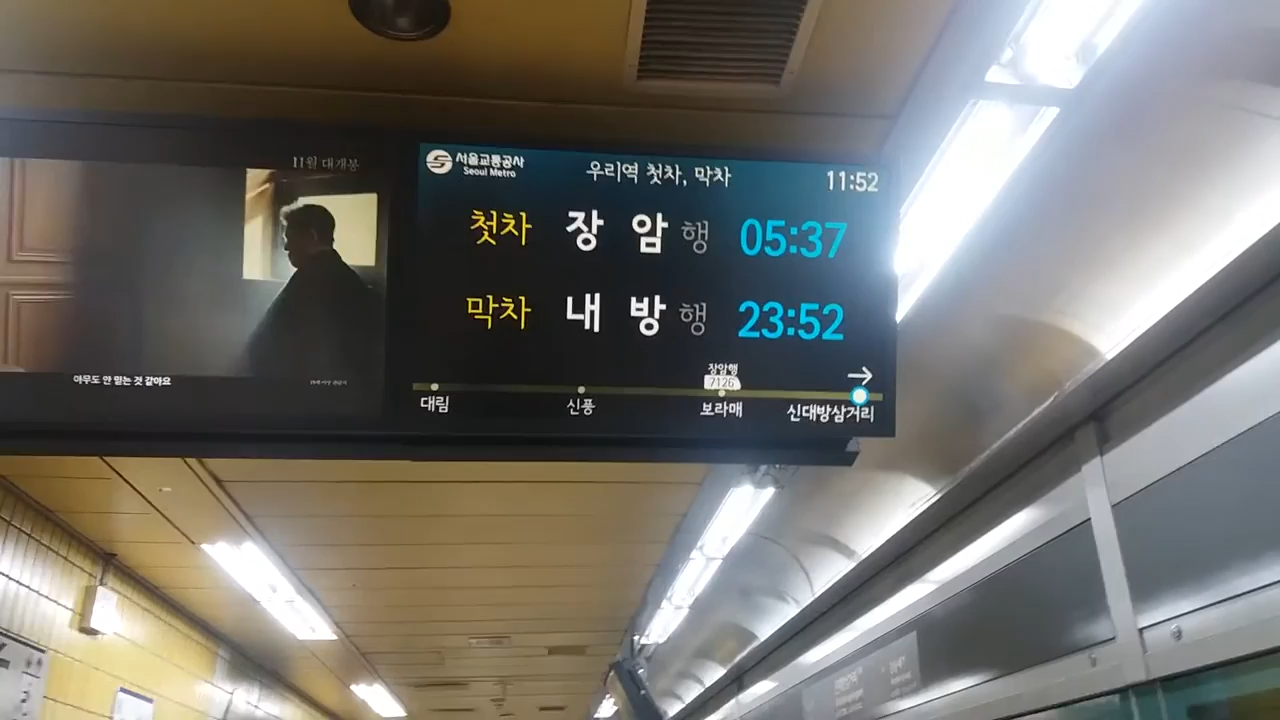 11월 대개봉
아무도 안 믿는 것 같아요
서울교통공사
Seoul Metro
우리역 첫차, 막차
11:52
첫차 장 암 행 05:37
막차 내 방 행 23:52
장암행
7126
대림 신풍 보라매 신대방삼거리